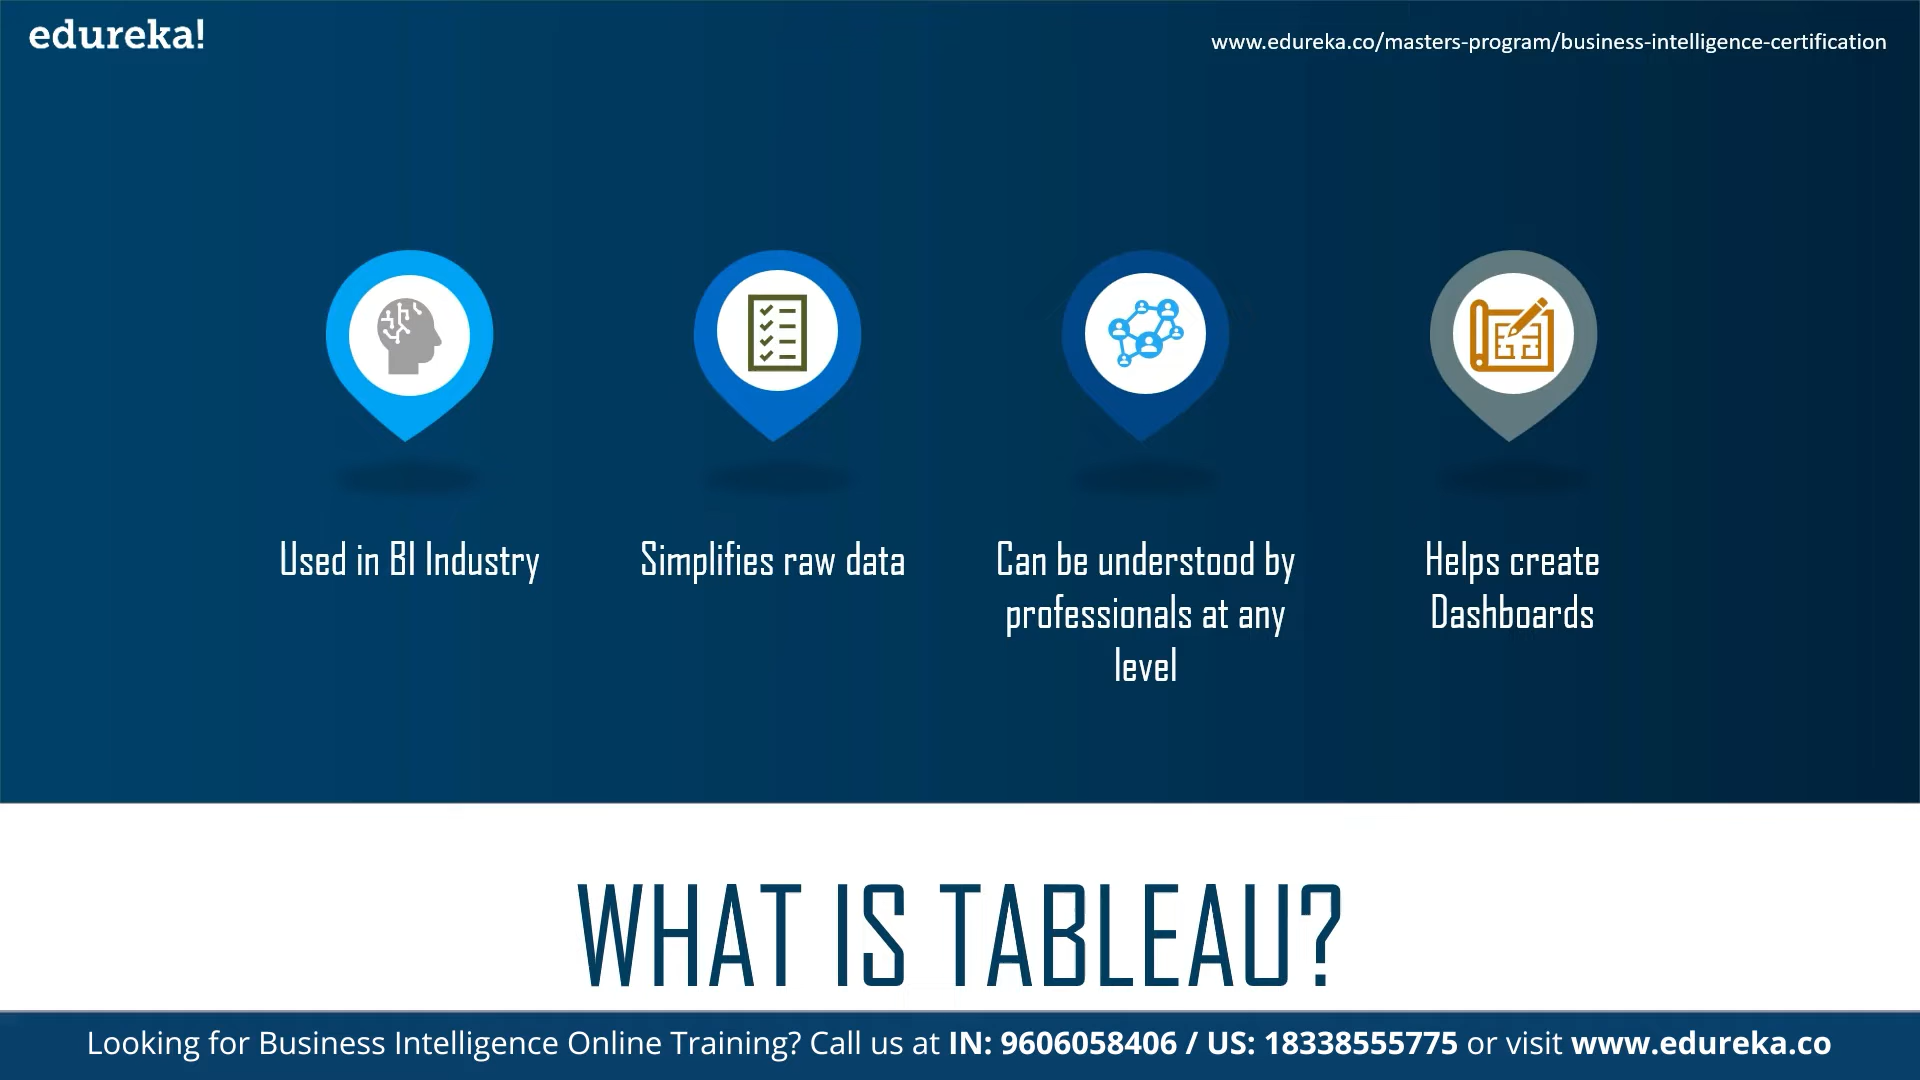 edureka!
www.edureka.co/masters-program/business-intelligence-certification
Used in BI Industry
Simplifies raw data
Can be understood by
professionals at any
level
Helps create
Dashboards
WHAT IS TABLEAU?
Looking for Business Intelligence Online Training? Call us at IN: 9606058406 / US: 18338555775 or visit www.edureka.co